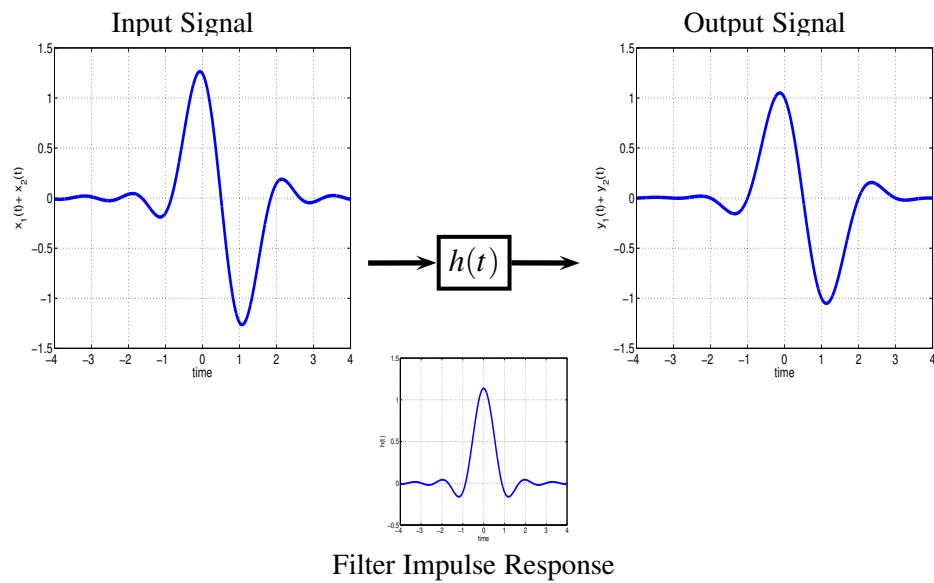 Input Signal
Output Signal
1.5
1
0.5
0
−0.5
−1
−1.5
x₁(t)+ x₂(t)
−4 −3 −2 −1 0 1 2 3 4
time
h(t)
1.5
1
0.5
0
−0.5
−1
−1.5
y₁(t)+ y₂(t)
−4 −3 −2 −1 0 1 2 3 4
time
1.5
1
0.5
0
−0.5
h(t)
−4 −3 −2 −1 0 1 2 3 4
time
Filter Impulse Response